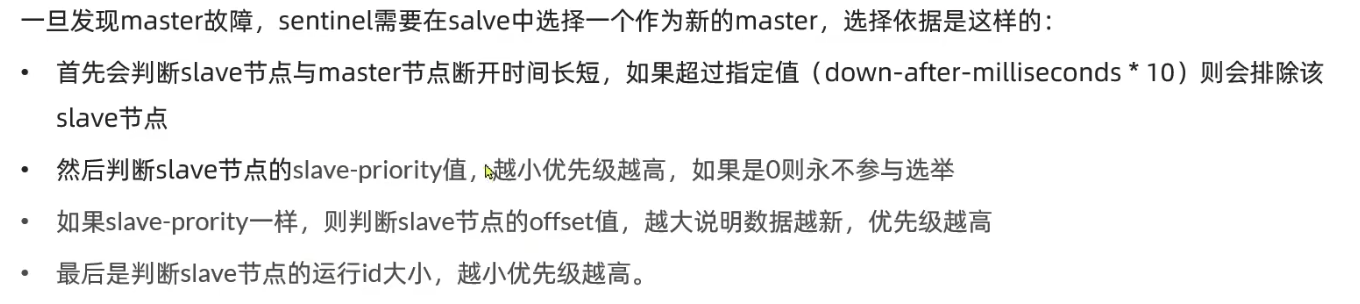 一旦发现master故障，sentinel需要在salve中选择一个作为新的master，选择依据是这样的：
• 首先会判断slave节点与master节点断开时间长短，如果超过指定值（down-after-milliseconds * 10）则会排除该
slave节点
• 然后判断slave节点的slave-priority值，越小优先级越高，如果是0则永不参与选举
• 如果slave-prority一样，则判断slave节点的offset值，越大说明数据越新，优先级越高
• 最后是判断slave节点的运行id大小，越小优先级越高。